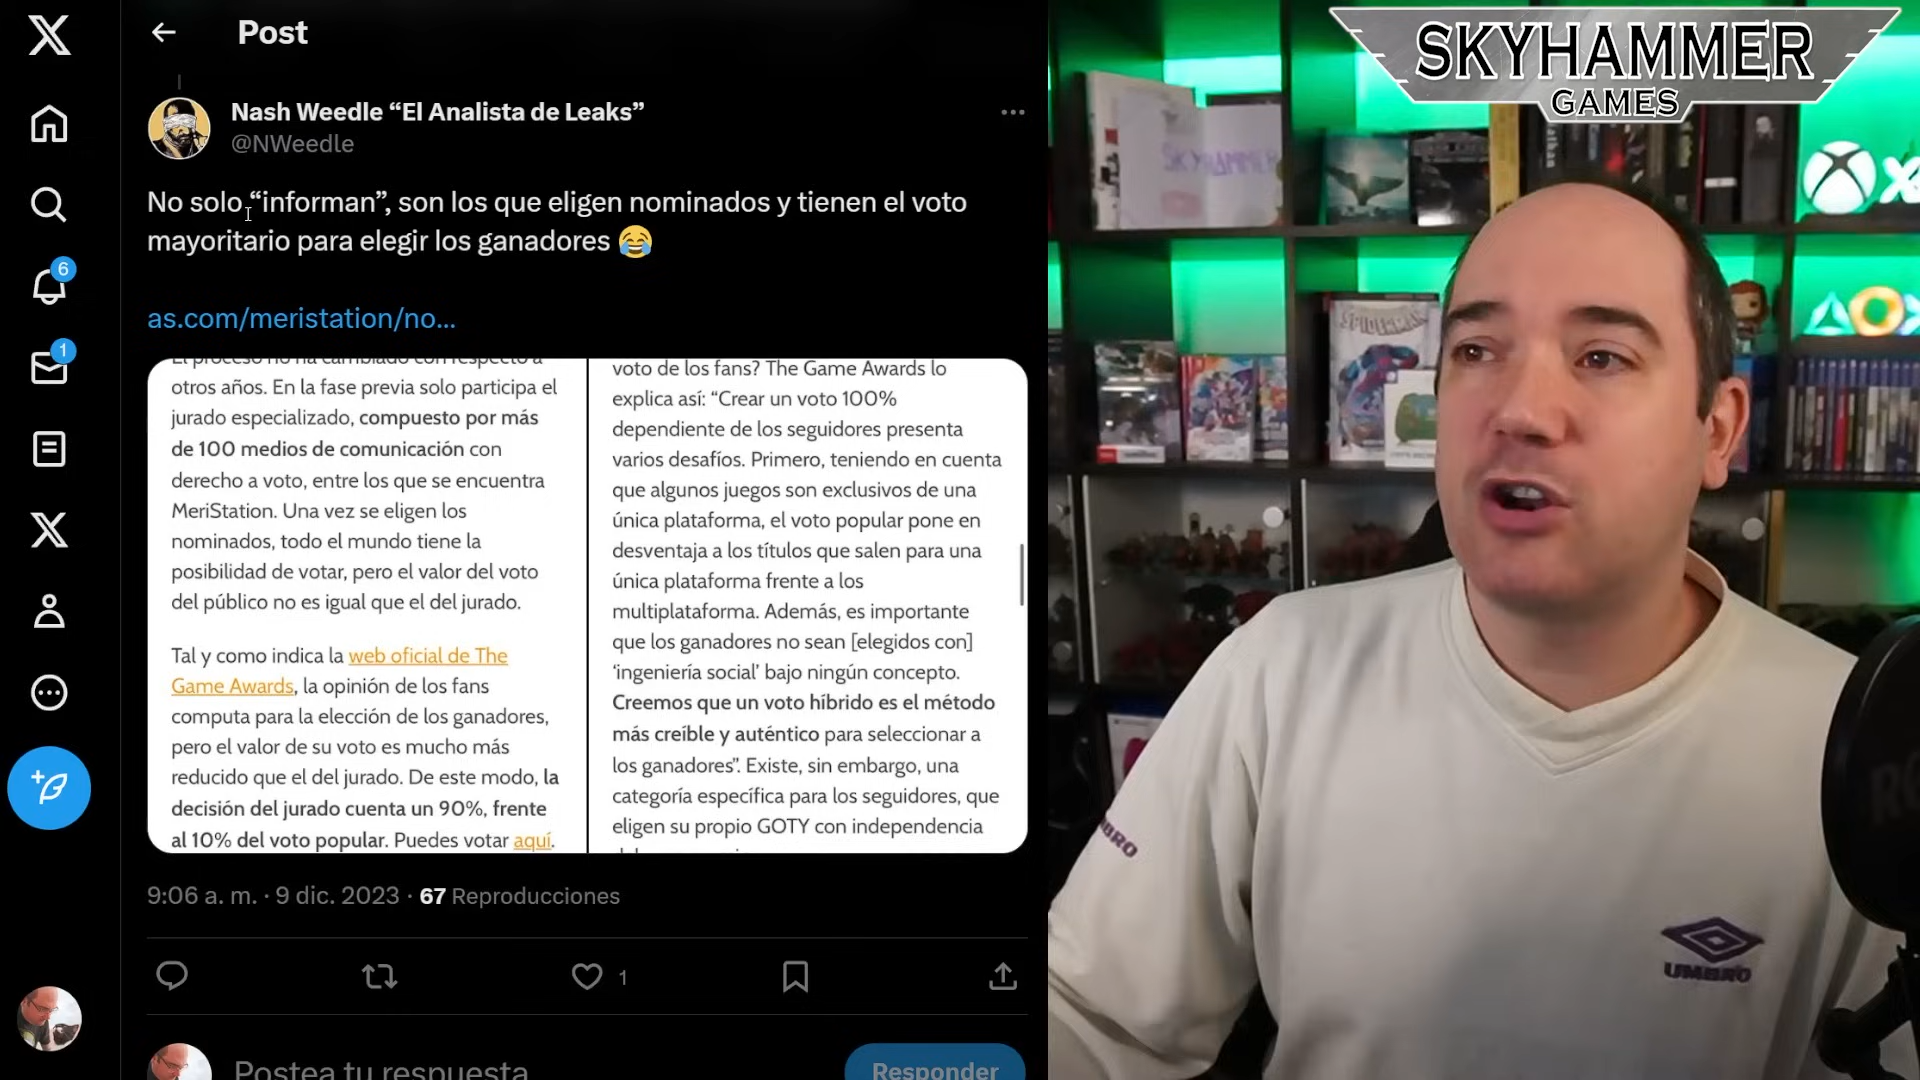 Post
Nash Weedle “El Analista de Leaks”
@NWeedle
No solo “informan”, son los que eligen nominados y tienen el voto
mayoritario para elegir los ganadores 😂
as.com/meristation/no...
El proceso no ha cambiado con respecto a
otros años. En la fase previa solo participa el
jurado especializado, compuesto por más
de 100 medios de comunicación con
derecho a voto, entre los que se encuentra
MeriStation. Una vez se eligen los
nominados, todo el mundo tiene la
posibilidad de votar, pero el valor del voto
del público no es igual que el del jurado.
Tal y como indica la web oficial de The
Game Awards, la opinión de los fans
computa para la elección de los ganadores,
pero el valor de su voto es mucho más
reducido que el del jurado. De este modo, la
decisión del jurado cuenta un 90%, frente
al 10% del voto popular. Puedes votar aquí.
voto de los fans? The Game Awards lo
explica así: “Crear un voto 100%
dependiente de los seguidores presenta
varios desafíos. Primero, teniendo en cuenta
que algunos juegos son exclusivos de una
única plataforma, el voto popular pone en
desventaja a los títulos que salen para una
única plataforma frente a los
multiplataforma. Además, es importante
que los ganadores no sean [elegidos con]
‘ingeniería social’ bajo ningún concepto.
Creemos que un voto híbrido es el método
más creíble y auténtico para seleccionar a
los ganadores”. Existe, sin embargo, una
categoría específica para los seguidores, que
eligen su propio GOTY con independencia
9:06 a. m. · 9 dic. 2023 · 67 Reproducciones
1
Postea tu respuesta
Responder
6
1
SKYHAMMER
GAMES
SKYHAMMER
SPIDER-MAN
UMBRO
UMBRO